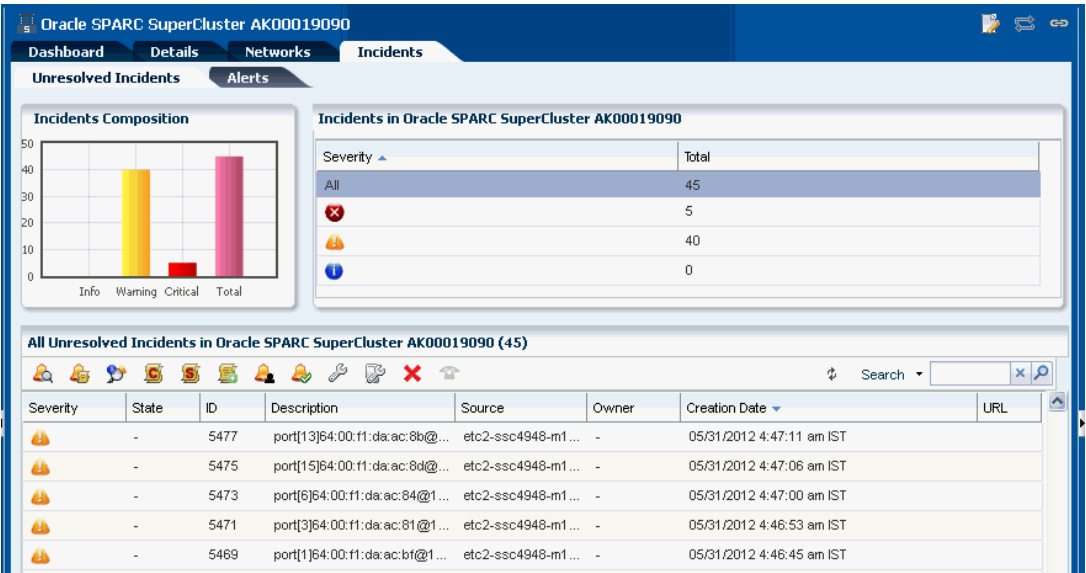 Oracle SPARC SuperCluster AK00019090
Dashboard Details Networks Incidents
Unresolved Incidents Alerts
Incidents Composition
50
40
30
20
10
0
Info Warning Critical Total
Incidents in Oracle SPARC SuperCluster AK00019090
Severity Total
All 45
5
40
0
All Unresolved Incidents in Oracle SPARC SuperCluster AK00019090 (45)
Search
Severity State ID Description Source Owner Creation Date URL
- 5477 port[13]64:00:f1:da:ac:8b@... etc2-ssc4948-m1... - 05/31/2012 4:47:11 am IST
- 5475 port[15]64:00:f1:da:ac:8d@... etc2-ssc4948-m1... - 05/31/2012 4:47:06 am IST
- 5473 port[6]64:00:f1:da:ac:84@1... etc2-ssc4948-m1... - 05/31/2012 4:47:00 am IST
- 5471 port[3]64:00:f1:da:ac:81@1... etc2-ssc4948-m1... - 05/31/2012 4:46:53 am IST
- 5469 port[1]64:00:f1:da:ac:bf@1... etc2-ssc4948-m1... - 05/31/2012 4:46:45 am IST